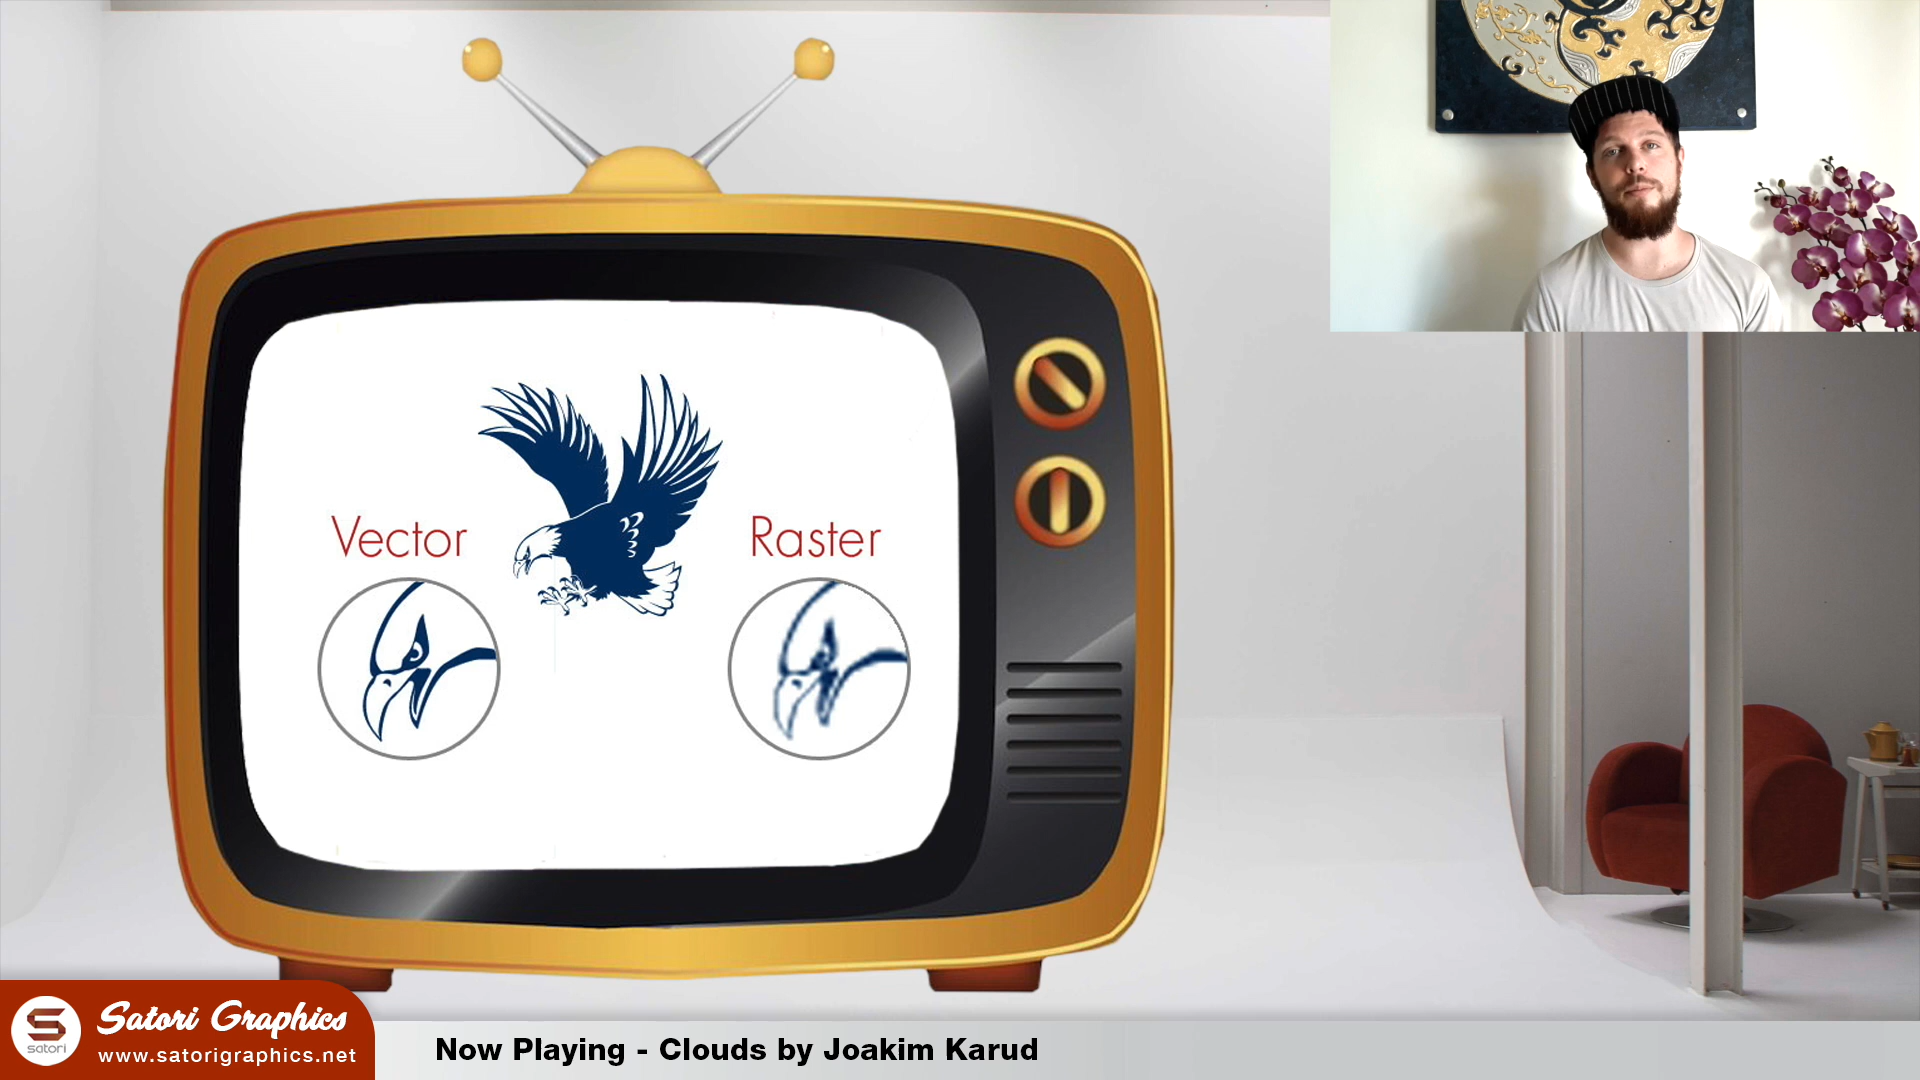 Vector
Raster
satori
Satori Graphics
www.satorigraphics.net
Now Playing - Clouds by Joakim Karud